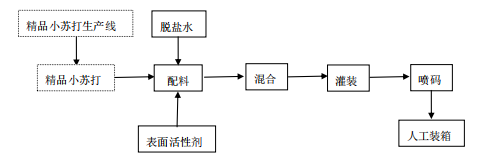 精品小苏打生产线
脱盐水
精品小苏打
配料
混合
灌装
喷码
表面活性剂
人工装箱